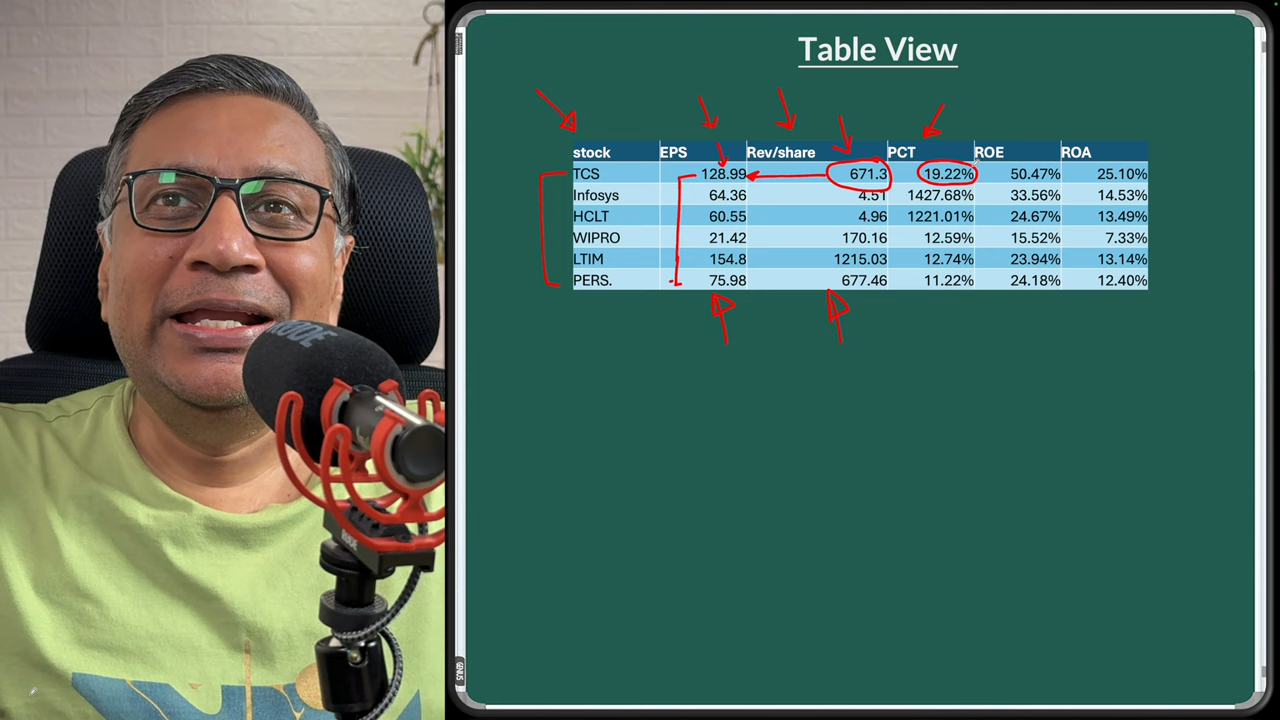 Table View
stock EPS Rev/share PCT ROE ROA
TCS 128.99 671.3 19.22% 50.47% 25.10%
Infosys 64.36 4.51 1427.68% 33.56% 14.53%
HCLT 60.55 4.96 1221.01% 24.67% 13.49%
WIPRO 21.42 170.16 12.59% 15.52% 7.33%
LTIM 154.8 1215.03 12.74% 23.94% 13.14%
PERS. 75.98 677.46 11.22% 24.18% 12.40%
RODE
GENIUS